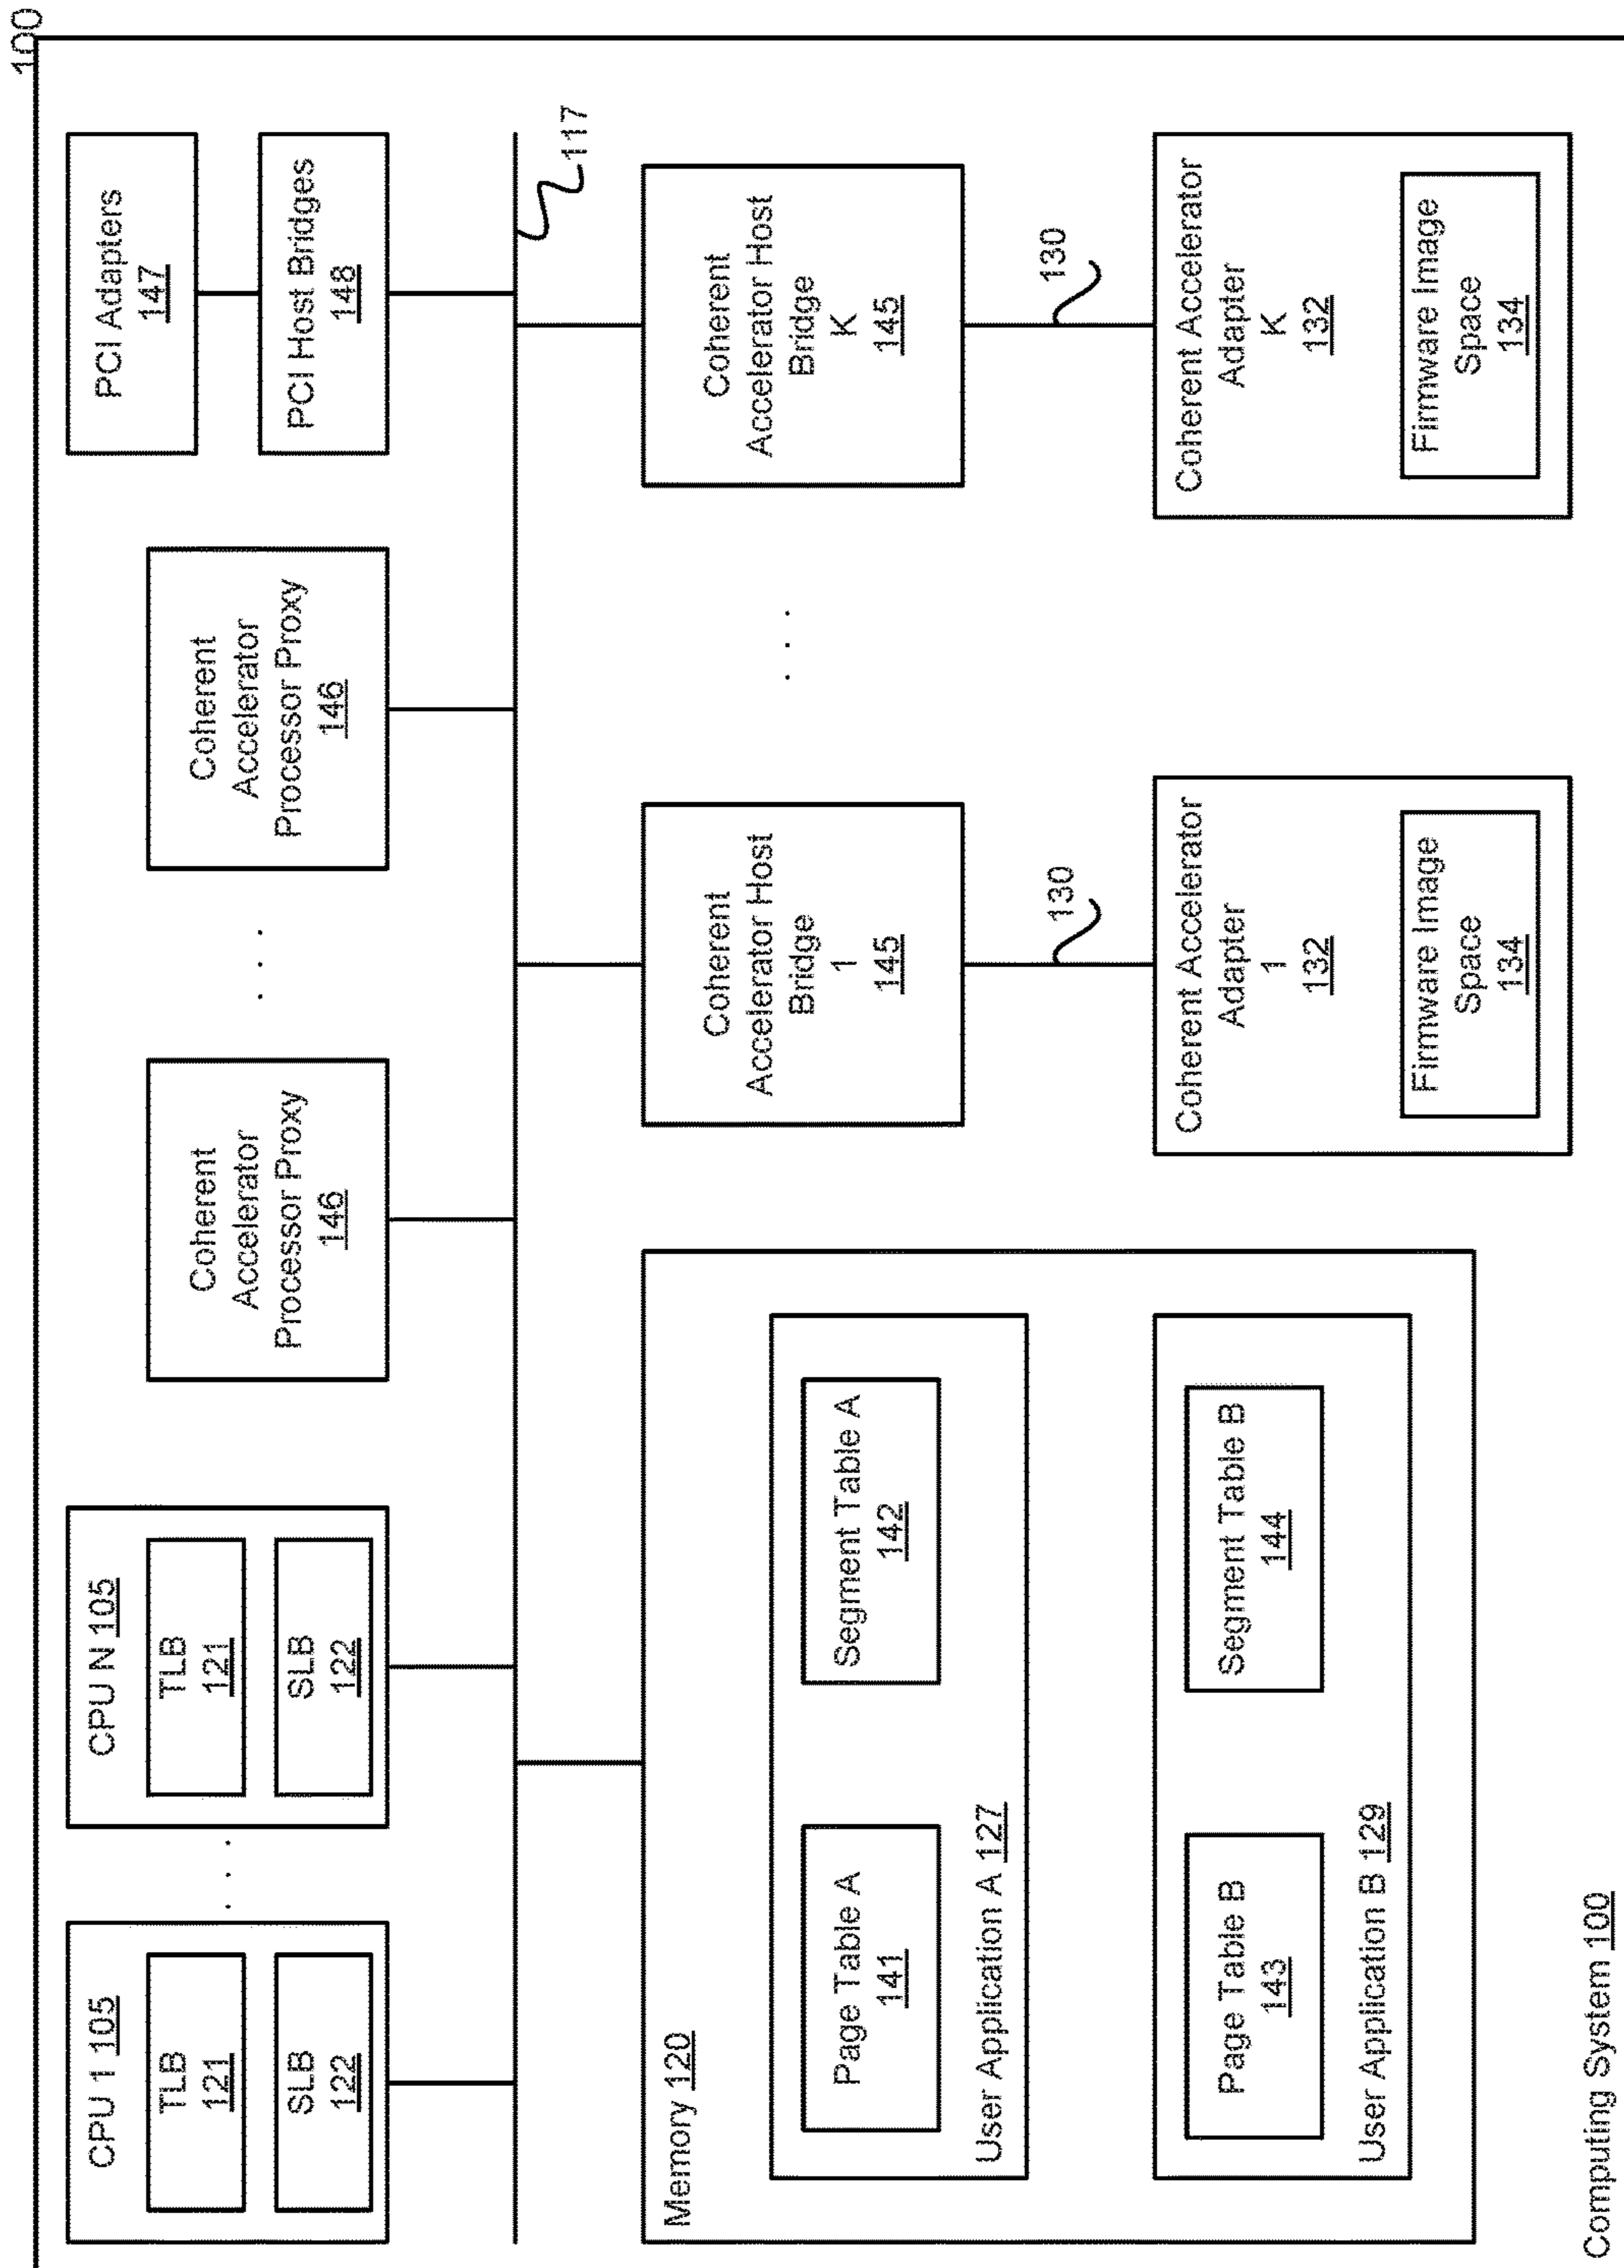 100
CPU 1 105
TLB
121
SLB
122
. . .
CPU N 105
TLB
121
SLB
122
Coherent
Accelerator
Processor Proxy
146
. . .
Coherent
Accelerator
Processor Proxy
146
PCI Adapters
147
PCI Host Bridges
148
117
Memory 120
Page Table A
141
Segment Table A
142
User Application A 127
Page Table B
143
Segment Table B
144
User Application B 129
Coherent
Accelerator Host
Bridge
1
145
130
Coherent Accelerator
Adapter
1
132
Firmware Image
Space
134
. . .
Coherent
Accelerator Host
Bridge
K
145
130
Coherent Accelerator
Adapter
K
132
Firmware Image
Space
134
Computing System 100